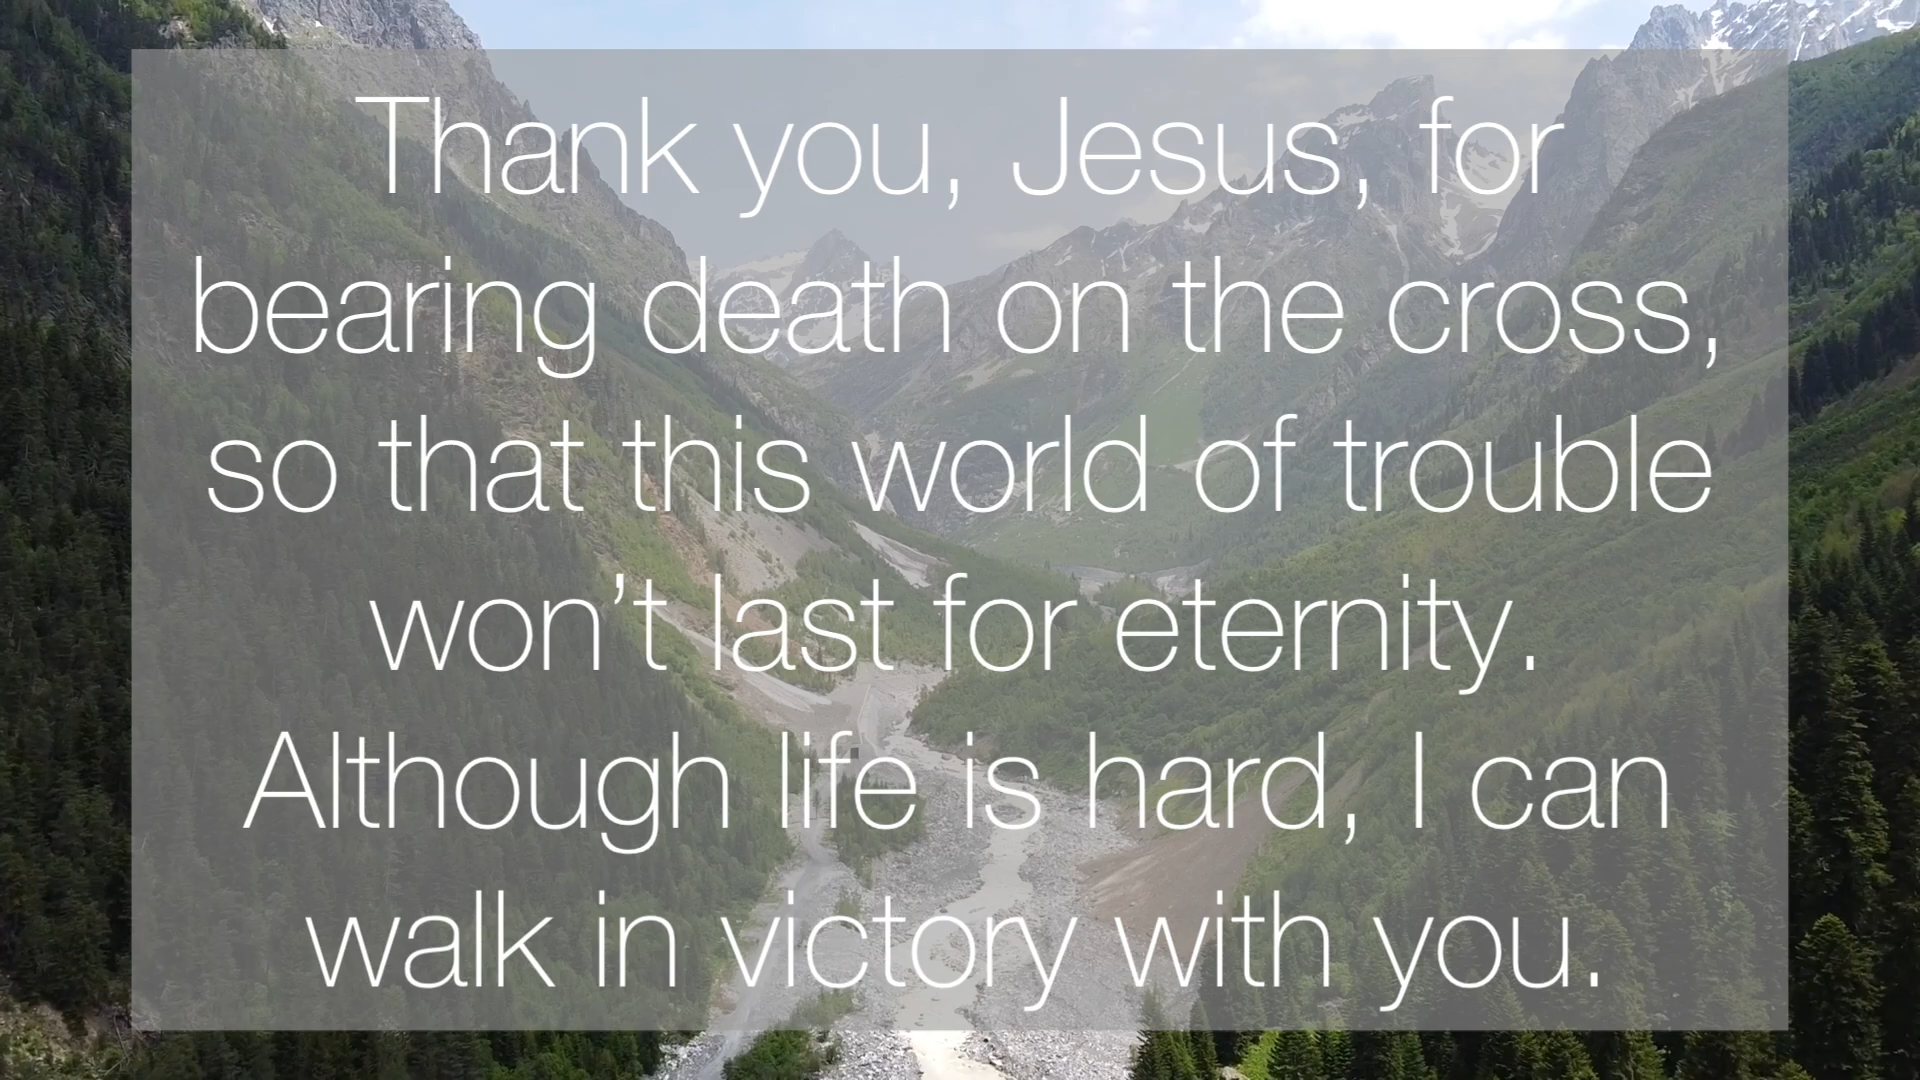 Thank you, Jesus, for
bearing death on the cross,
so that this world of trouble
won’t last for eternity.
Although life is hard, I can
walk in victory with you.